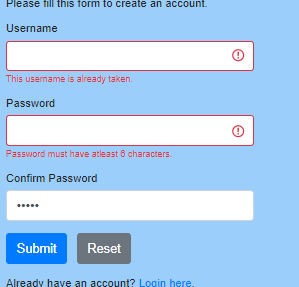 Please fill this form to create an account.
Username
This username is already taken.
Password
Password must have atleast 6 characters.
Confirm Password
•••••
Submit Reset
Already have an account? Login here.